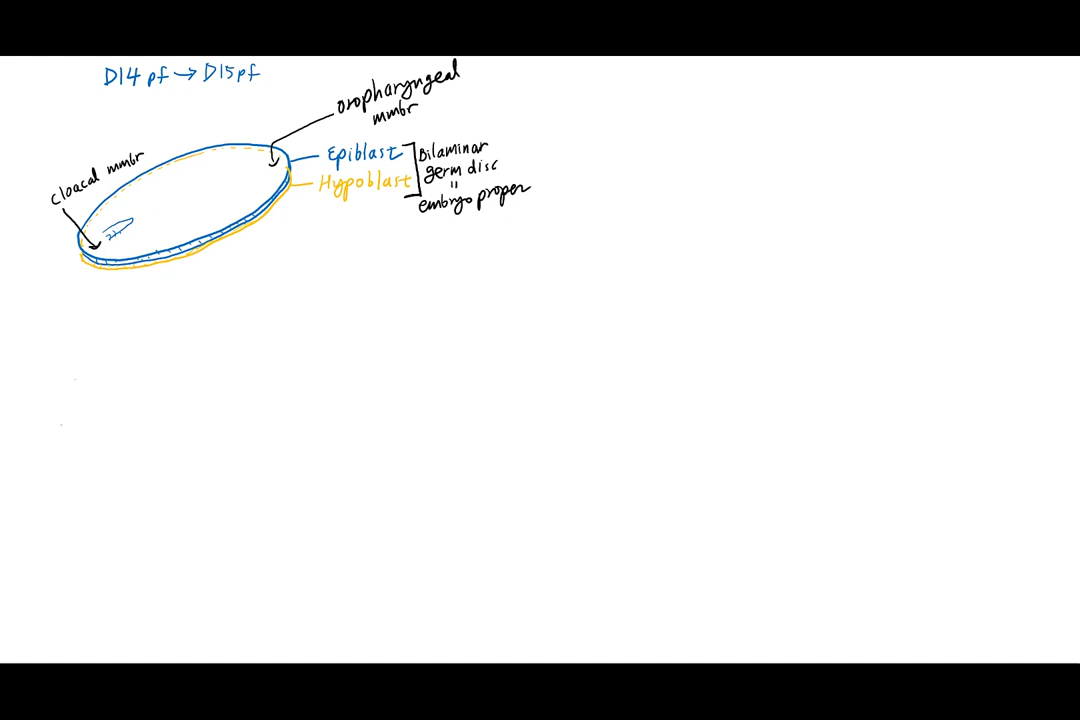 D14 pf → D15 pf
oropharyngeal
mmbr
cloacal mmbr
Epiblast
Hypoblast
Bilaminar
germ disc
"
embryo proper